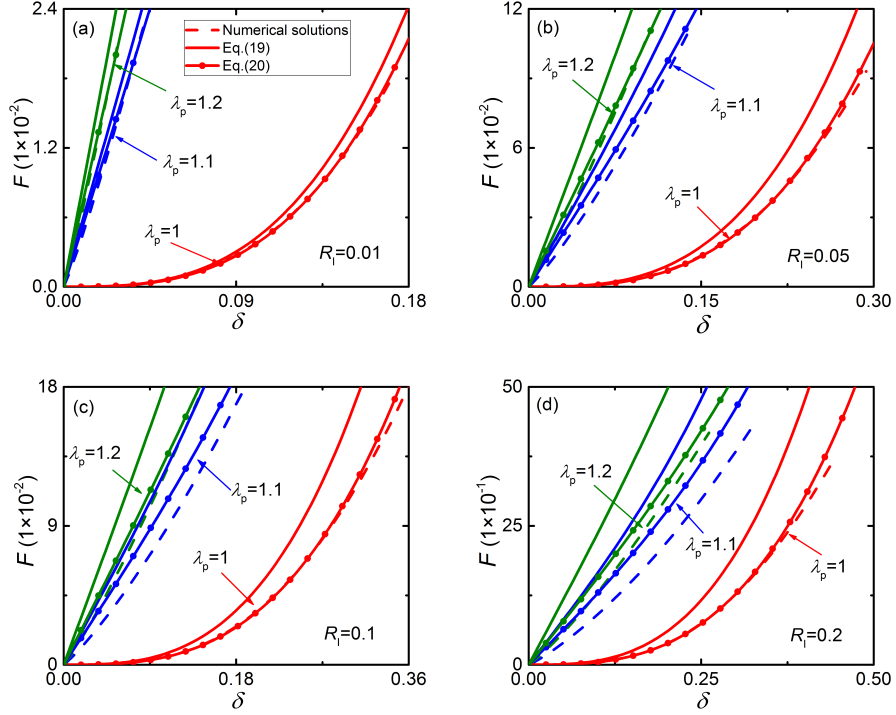 (a)
Numerical solutions
Eq.(19)
Eq.(20)
2.4
1.2
0.0
F (1×10⁻²)
λp=1.2
λp=1.1
λp=1
Rl=0.01
0.00 0.09 0.18
δ
(b)
12
6
0
F (1×10⁻²)
λp=1.2
λp=1.1
λp=1
Rl=0.05
0.00 0.15 0.30
δ
(c)
18
9
0
F (1×10⁻²)
λp=1.2
λp=1.1
λp=1
Rl=0.1
0.00 0.18 0.36
δ
(d)
50
25
0
F (1×10⁻¹)
λp=1.2
λp=1.1
λp=1
Rl=0.2
0.00 0.25 0.50
δ